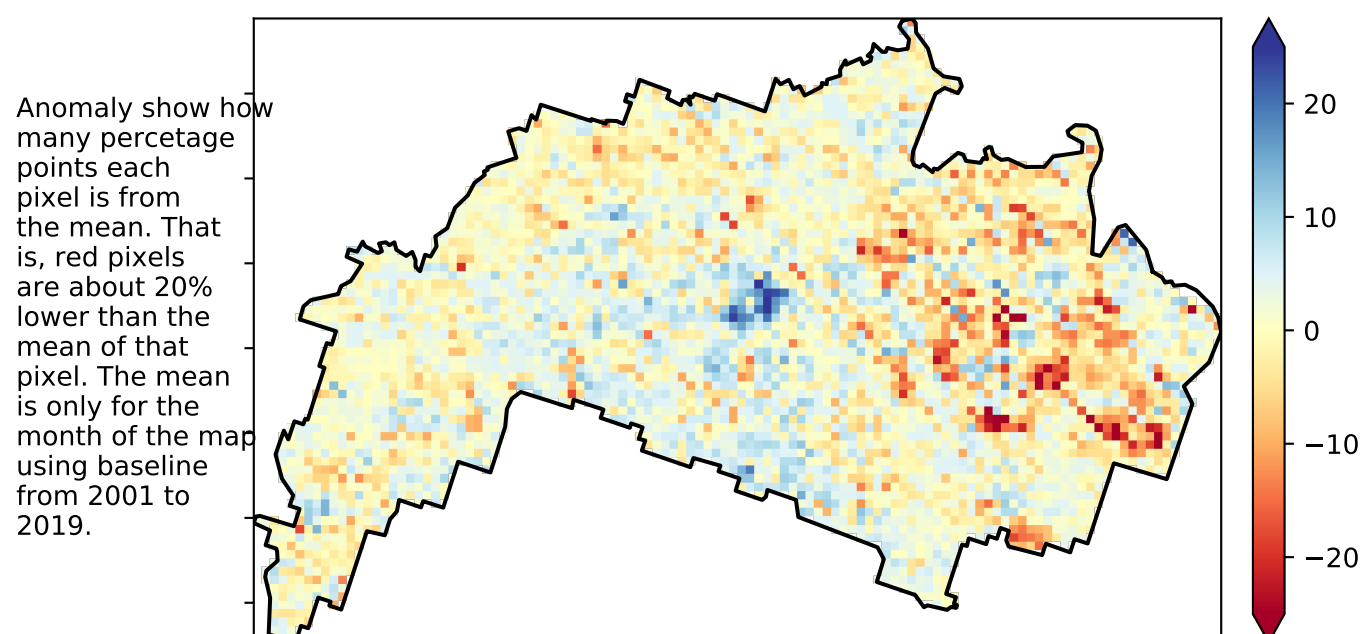 Anomaly show how
many percetage
points each
pixel is from
the mean. That
is, red pixels
are about 20%
lower than the
mean of that
pixel. The mean
is only for the
month of the map
using baseline
from 2001 to
2019.
20
10
0
−10
−20